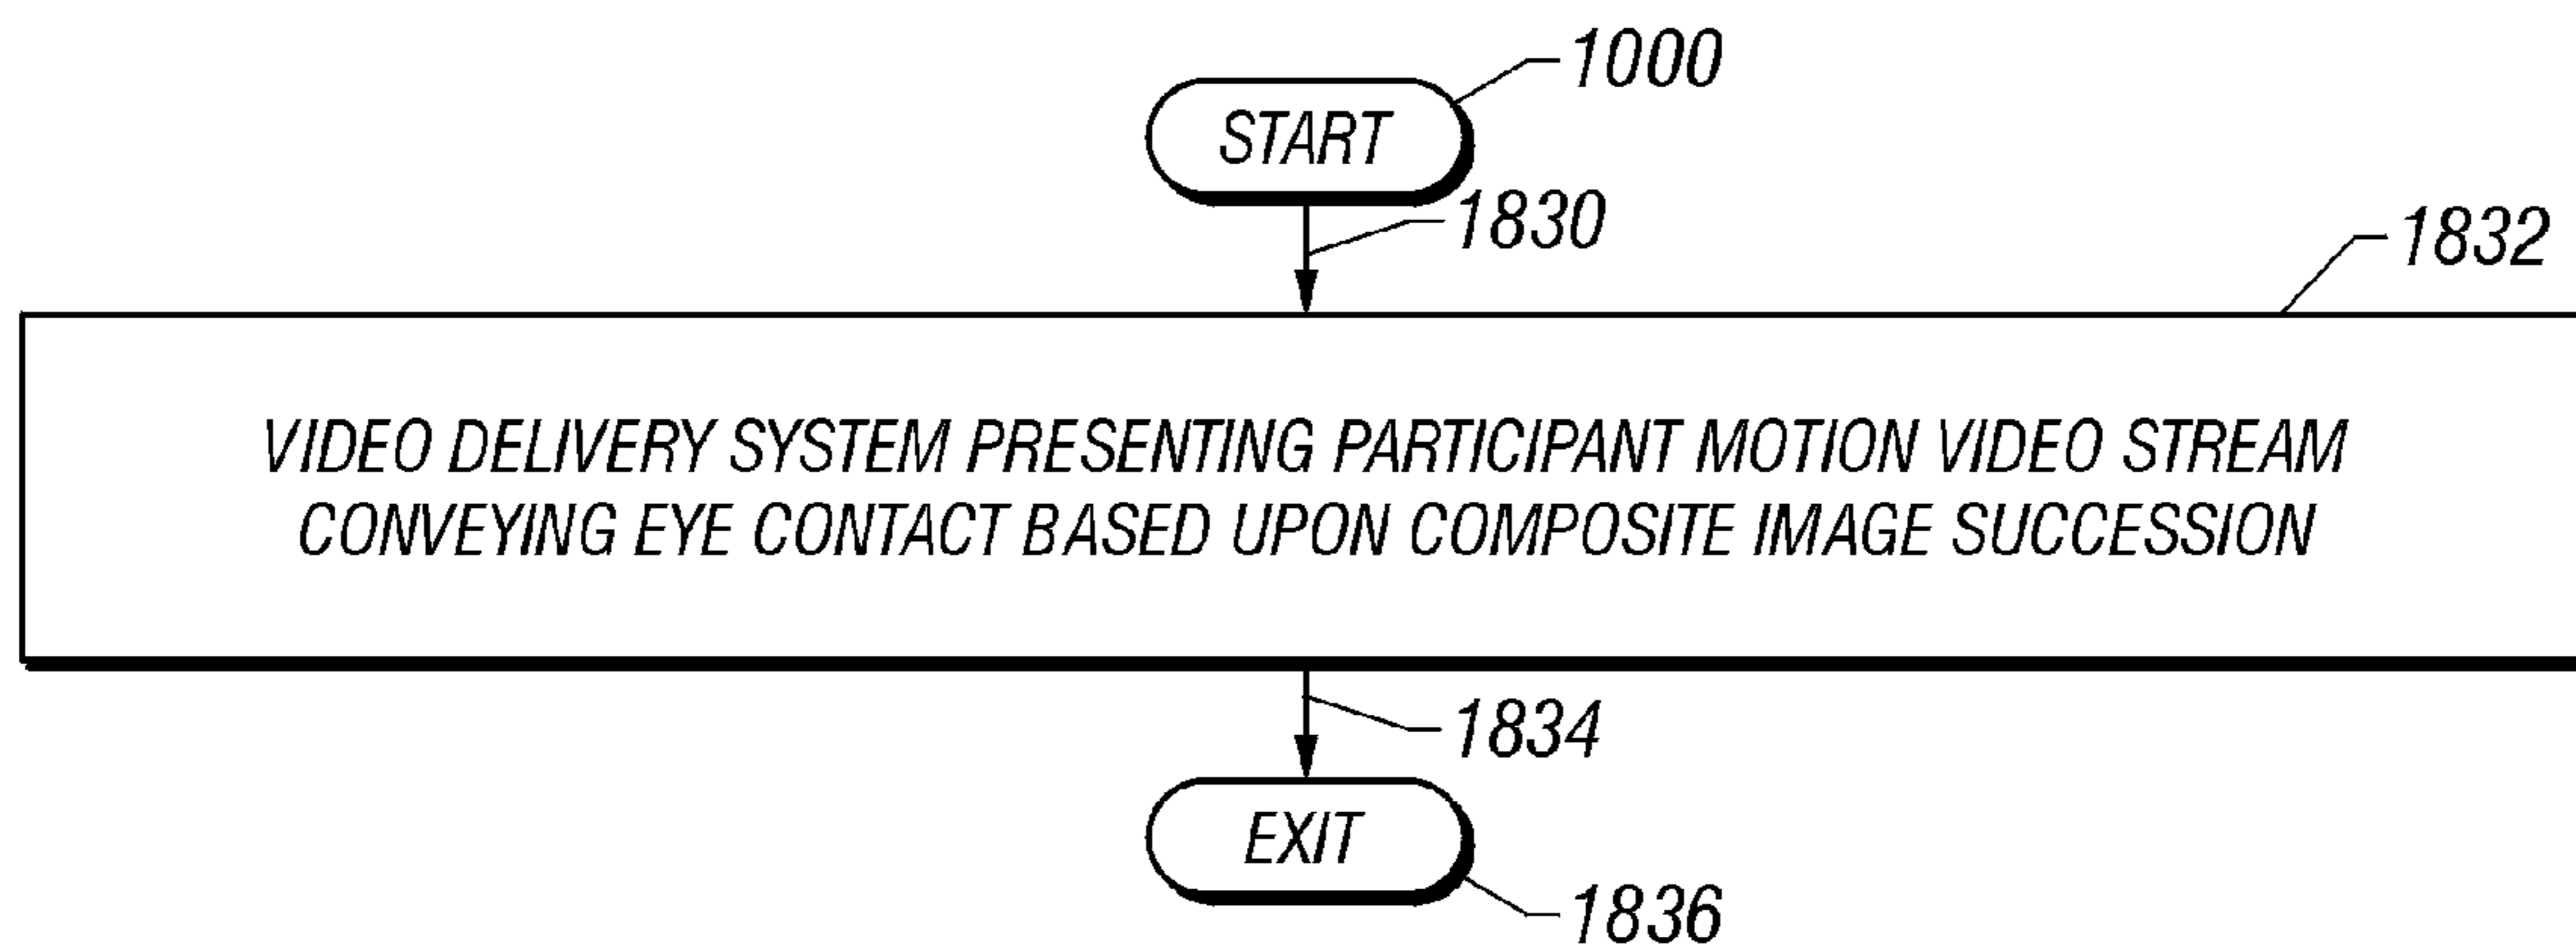 1000
START
1830
1832
VIDEO DELIVERY SYSTEM PRESENTING PARTICIPANT MOTION VIDEO STREAM
CONVEYING EYE CONTACT BASED UPON COMPOSITE IMAGE SUCCESSION
1834
EXIT
1836